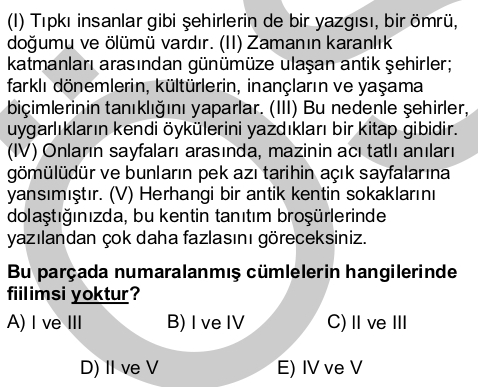 (I) Tıpkı insanlar gibi şehirlerin de bir yazgısı, bir ömrü,
doğumu ve ölümü vardır. (II) Zamanın karanlık
katmanları arasından günümüze ulaşan antik şehirler;
farklı dönemlerin, kültürlerin, inançların ve yaşama
biçimlerinin tanıklığını yaparlar. (III) Bu nedenle şehirler,
uygarlıkların kendi öykülerini yazdıkları bir kitap gibidir.
(IV) Onların sayfaları arasında, mazinin acı tatlı anıları
gömülüdür ve bunların pek azı tarihin açık sayfalarına
yansımıştır. (V) Herhangi bir antik kentin sokaklarını
dolaştığınızda, bu kentin tanıtım broşürlerinde
yazılandan çok daha fazlasını göreceksiniz.
Bu parçada numaralanmış cümlelerin hangilerinde
fiilimsi yoktur?
A) I ve III B) I ve IV C) II ve III
D) II ve V E) IV ve V